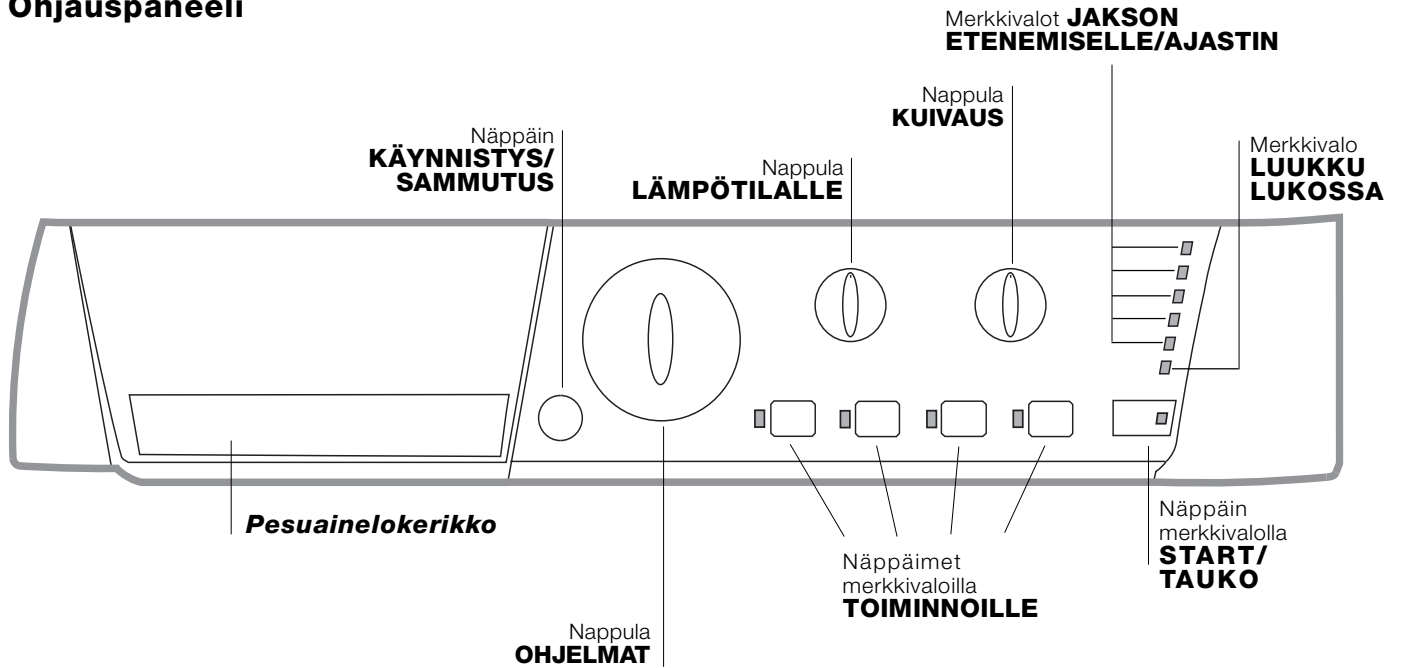 Ohjauspaneeli
Merkkivalot JAKSON
ETENEMISELLE/AJASTIN
Nappula
KUIVAUS
Näppäin
KÄYNNISTYS/
SAMMUTUS
Nappula
LÄMPÖTILALLE
Merkkivalo
LUUKKU
LUKOSSA
Pesuainelokerikko
Nappula
OHJELMAT
Näppäimet
merkkivaloilla
TOIMINNOILLE
Näppäin
merkkivalolla
START/
TAUKO